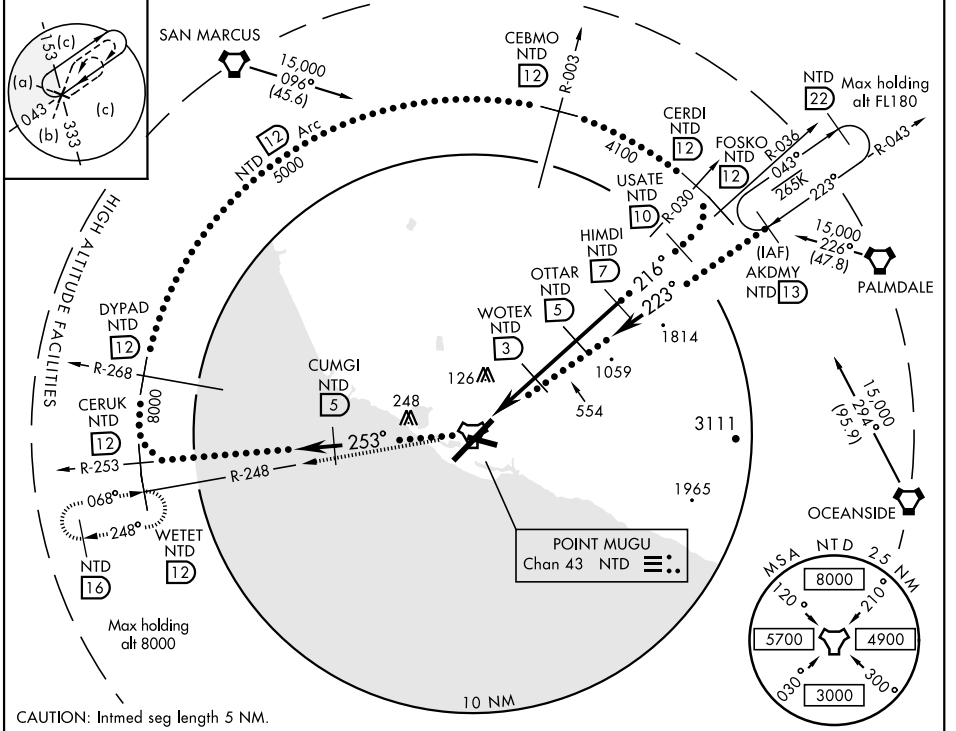 153
(c)
(a)
043
(b)
333
(c)
SAN MARCUS
15,000
096°
(45.6)
CEBMO
NTD
12
R-003
NTD 12 Arc
5000
4100
CERDI
NTD
12
FOSKO
NTD
12
R-036
NTD
22
Max holding
alt FL180
R-043
043°
265K
223°
USATE
NTD
10
R-030
HIMDI
NTD
7
216°
223°
(IAF)
AKDMY
NTD 13
15,000
226°
(47.8)
PALMDALE
HIGH ALTITUDE FACILITIES
DYPAD
NTD
12
R-268
8000
OTTAR
NTD
5
WOTEX
NTD
3
1814
1059
554
126
CUMGI
NTD
5
248
253°
CERUK
NTD
12
R-253
R-248
068°
248°
NTD
16
WETET
NTD
12
Max holding
alt 8000
3111
1965
15,000
294°
(95.9)
OCEANSIDE
POINT MUGU
Chan 43 NTD
MSA NTD 25 NM
8000
120°
210°
5700
4900
030°
300°
3000
10 NM
CAUTION: Intmed seg length 5 NM.